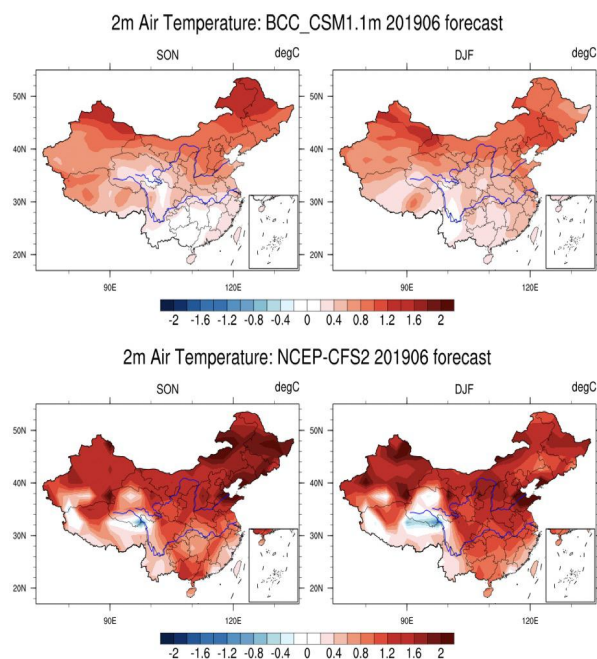 2m Air Temperature: BCC_CSM1.1m 201906 forecast
SON degC DJF degC
50N 50N
40N 40N
30N 30N
20N 20N
90E 120E 90E 120E
-2 -1.6 -1.2 -0.8 -0.4 0 0.4 0.8 1.2 1.6 2
2m Air Temperature: NCEP-CFS2 201906 forecast
SON degC DJF degC
50N 50N
40N 40N
30N 30N
20N 20N
90E 120E 90E 120E
-2 -1.6 -1.2 -0.8 -0.4 0 0.4 0.8 1.2 1.6 2